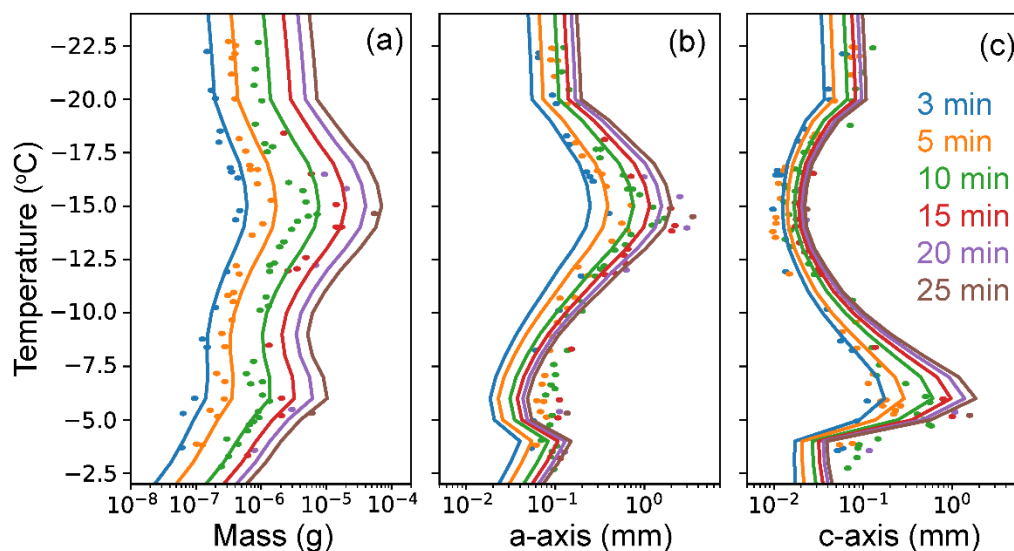 (a)
(b)
(c)
Temperature (°C)
−22.5
−20.0
−17.5
−15.0
−12.5
−10.0
−7.5
−5.0
−2.5
3 min
5 min
10 min
15 min
20 min
25 min
10⁻⁸ 10⁻⁷ 10⁻⁶ 10⁻⁵ 10⁻⁴
10⁻² 10⁻¹ 10⁰
10⁻² 10⁻¹ 10⁰
Mass (g)
a-axis (mm)
c-axis (mm)